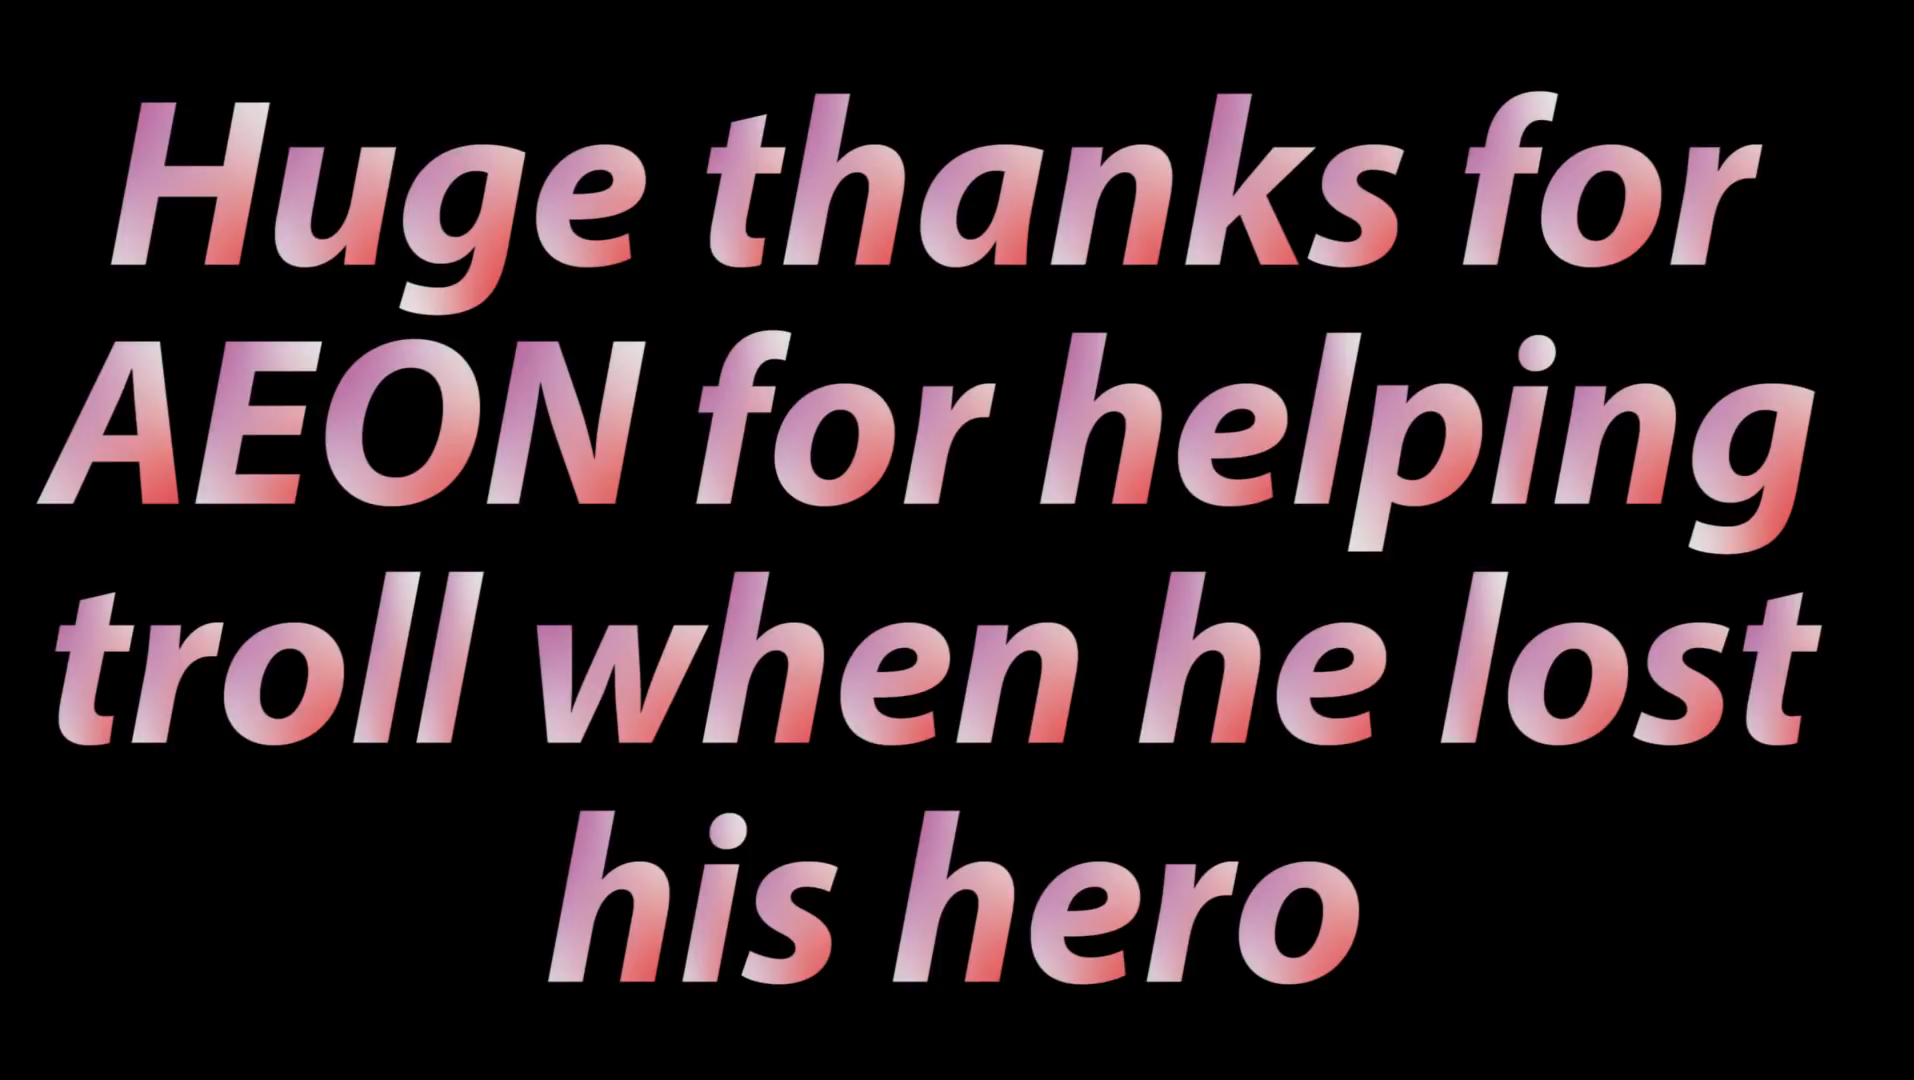 Huge thanks for
AEON for helping
troll when he lost
his hero